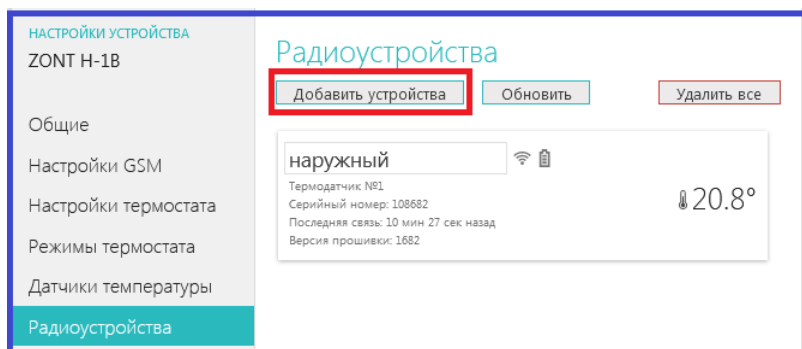 НАСТРОЙКИ УСТРОЙСТВА
ZONT H-1B
Общие
Настройки GSM
Настройки термостата
Режимы термостата
Датчики температуры
Радиоустройства
Радиоустройства
Добавить устройства
Обновить
Удалить все
наружный
Термодатчик №1
Серийный номер: 108682
Последняя связь: 10 мин 27 сек назад
Версия прошивки: 1682
20.8°